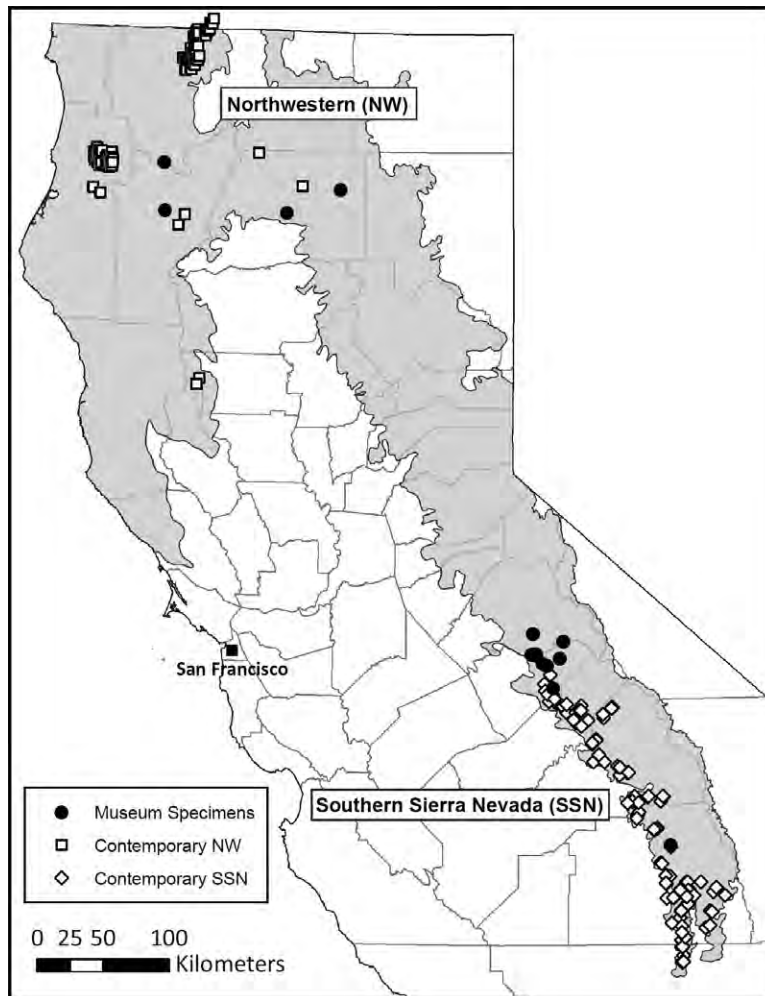 Northwestern (NW)
San Francisco
Southern Sierra Nevada (SSN)
Museum Specimens
Contemporary NW
Contemporary SSN
0 25 50 100
Kilometers